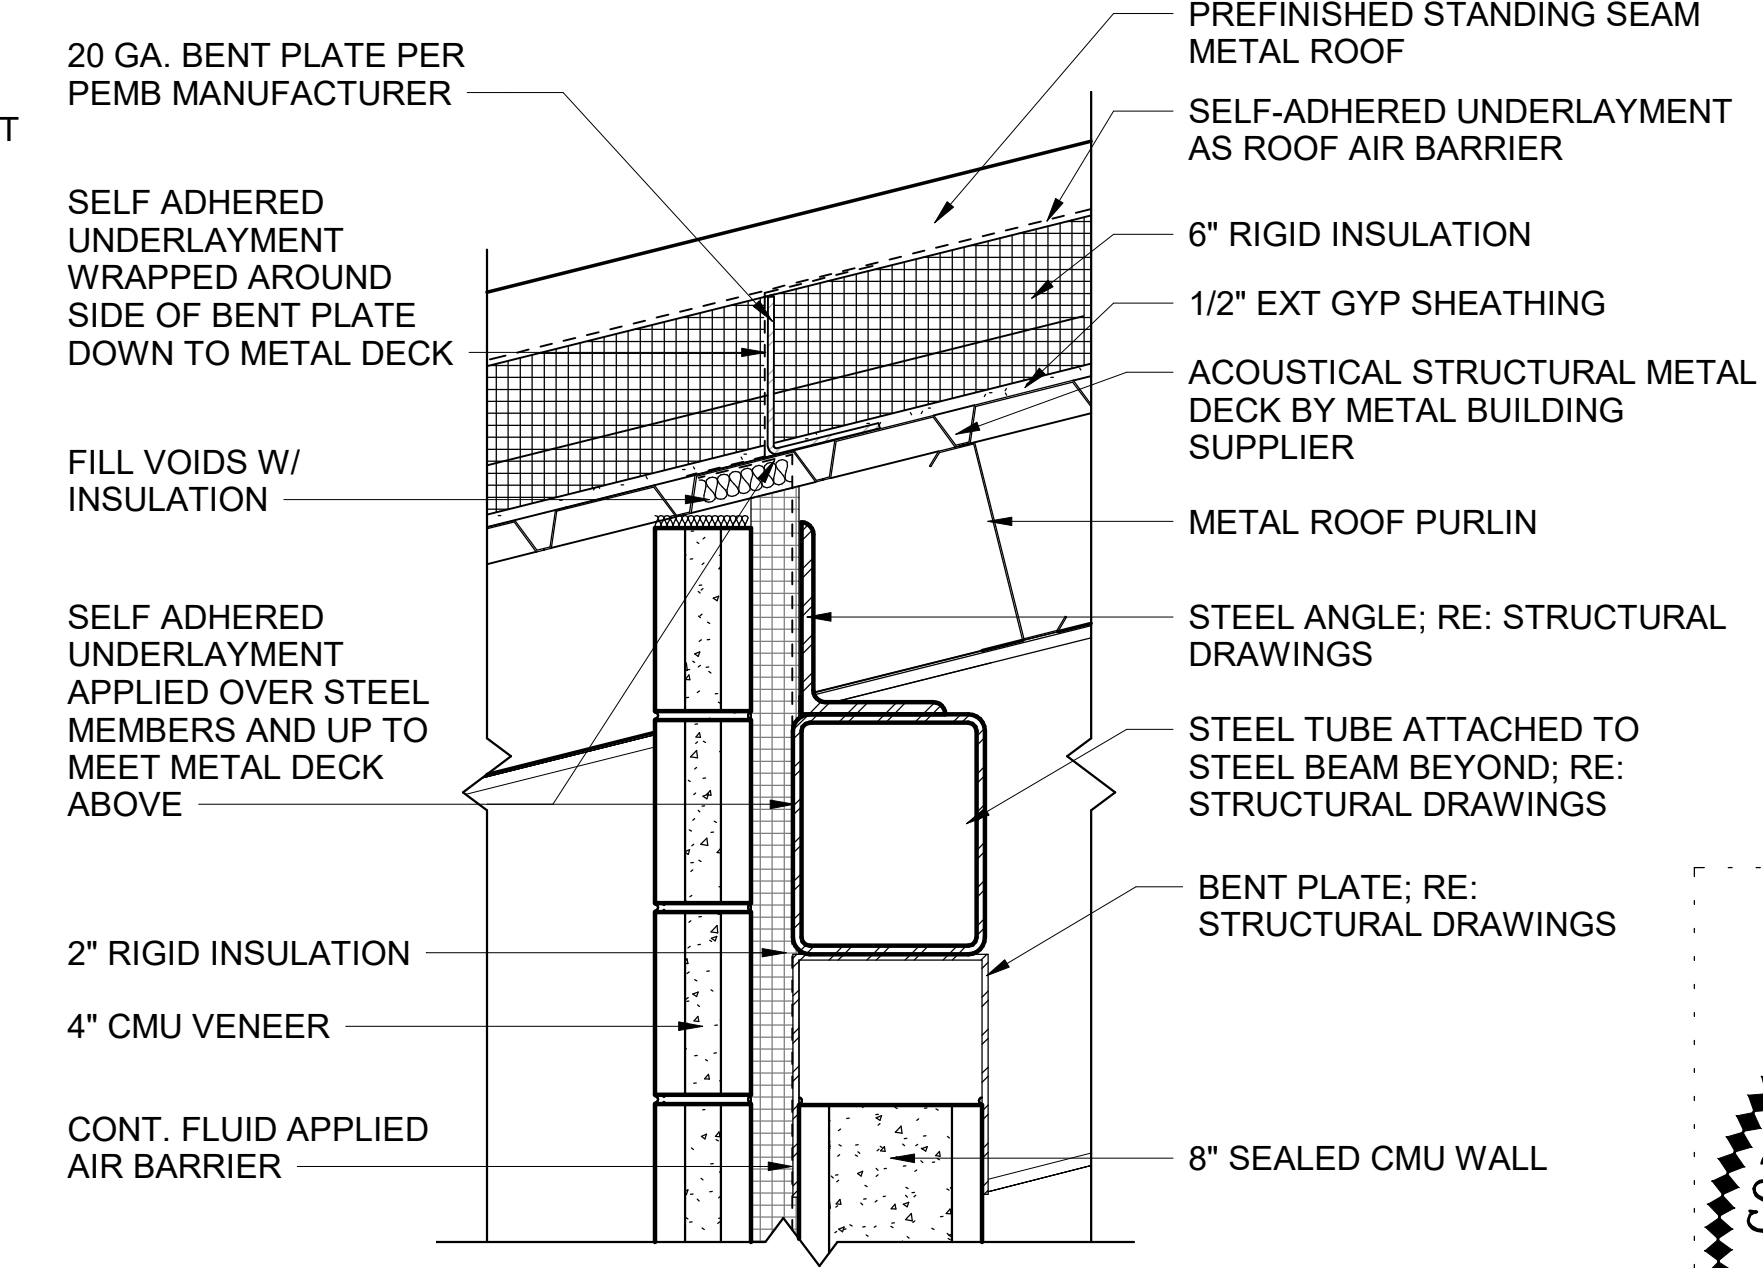 T
20 GA. BENT PLATE PER
PEMB MANUFACTURER
SELF ADHERED
UNDERLAYMENT
WRAPPED AROUND
SIDE OF BENT PLATE
DOWN TO METAL DECK
FILL VOIDS W/
INSULATION
SELF ADHERED
UNDERLAYMENT
APPLIED OVER STEEL
MEMBERS AND UP TO
MEET METAL DECK
ABOVE
2" RIGID INSULATION
4" CMU VENEER
CONT. FLUID APPLIED
AIR BARRIER
PREFINISHED STANDING SEAM
METAL ROOF
SELF-ADHERED UNDERLAYMENT
AS ROOF AIR BARRIER
6" RIGID INSULATION
1/2" EXT GYP SHEATHING
ACOUSTICAL STRUCTURAL METAL
DECK BY METAL BUILDING
SUPPLIER
METAL ROOF PURLIN
STEEL ANGLE; RE: STRUCTURAL
DRAWINGS
STEEL TUBE ATTACHED TO
STEEL BEAM BEYOND; RE:
STRUCTURAL DRAWINGS
BENT PLATE; RE:
STRUCTURAL DRAWINGS
8" SEALED CMU WALL